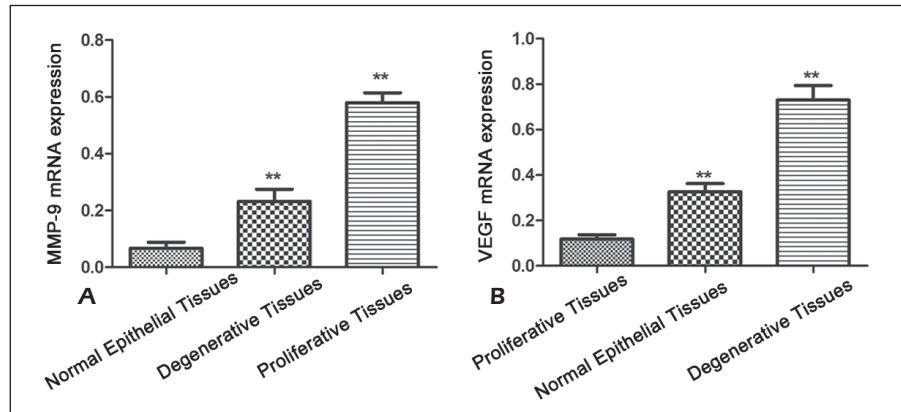 MMP-9 mRNA expression
0.8
0.6
0.4
0.2
0.0
**
**
A
Normal Epithelial Tissues
Degenerative Tissues
Proliferative Tissues
VEGF mRNA expression
1.0
0.8
0.6
0.4
0.2
0.0
**
**
B
Proliferative Tissues
Normal Epithelial Tissues
Degenerative Tissues